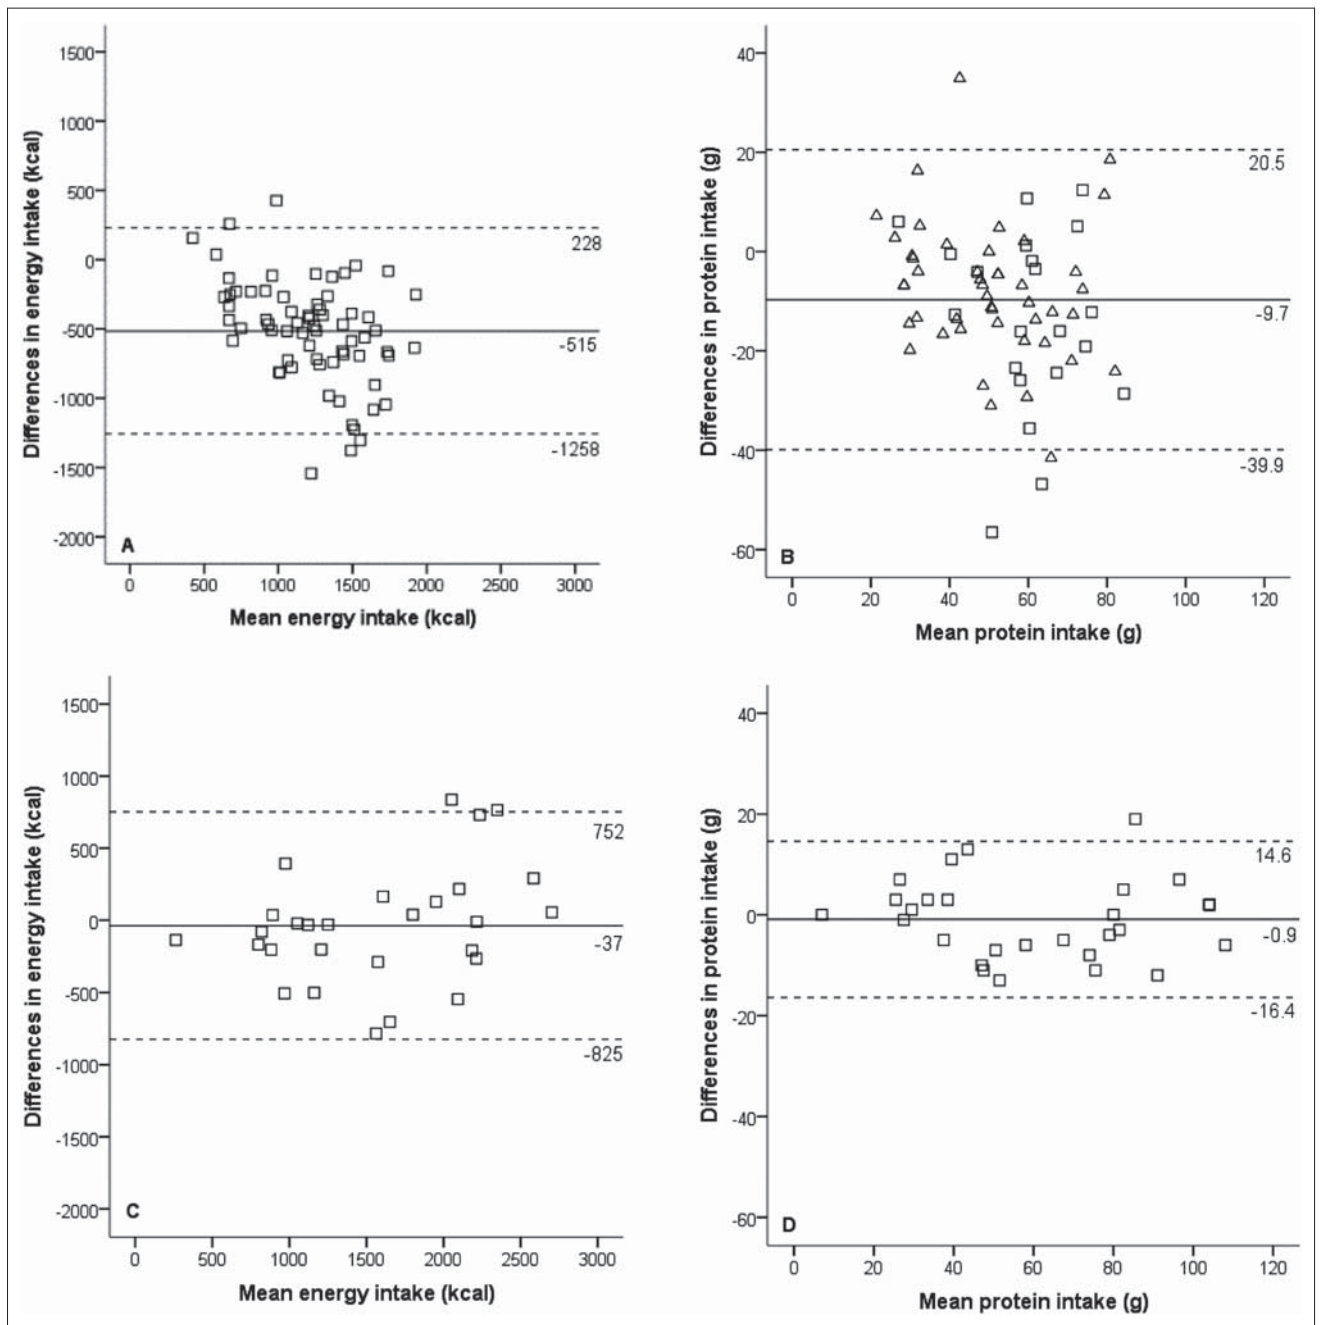 1500
1000
500
0
-500
-1000
-1500
-2000
Differences in energy intake (kcal)
228
-515
-1258
A
0 500 1000 1500 2000 2500 3000
Mean energy intake (kcal)
40
20
0
-20
-40
-60
Differences in protein intake (g)
20.5
-9.7
-39.9
B
0 20 40 60 80 100 120
Mean protein intake (g)
1500
1000
500
0
-500
-1000
-1500
-2000
Differences in energy intake (kcal)
752
-37
-825
C
0 500 1000 1500 2000 2500 3000
Mean energy intake (kcal)
40
20
0
-20
-40
-60
Differences in protein intake (g)
14.6
-0.9
-16.4
D
0 20 40 60 80 100 120
Mean protein intake (g)